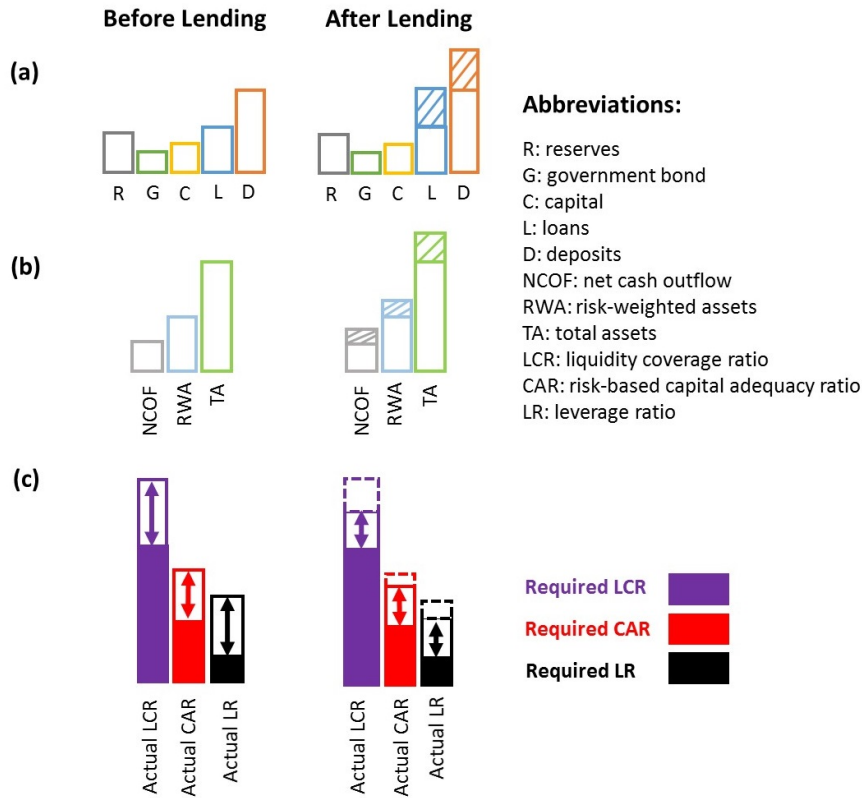 Before Lending
After Lending
(a)
R G C L D
R G C L D
(b)
NCOF RWA TA
NCOF RWA TA
(c)
Actual LCR Actual CAR Actual LR
Actual LCR Actual CAR Actual LR
Abbreviations:
R: reserves
G: government bond
C: capital
L: loans
D: deposits
NCOF: net cash outflow
RWA: risk-weighted assets
TA: total assets
LCR: liquidity coverage ratio
CAR: risk-based capital adequacy ratio
LR: leverage ratio
Required LCR
Required CAR
Required LR